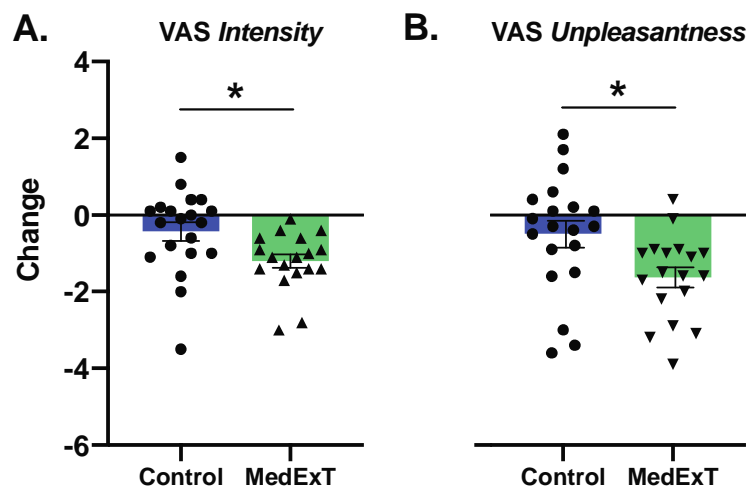 A. VAS Intensity
B. VAS Unpleasantness
*
*
Change
4
2
0
-2
-4
-6
Control MedExT
Control MedExT